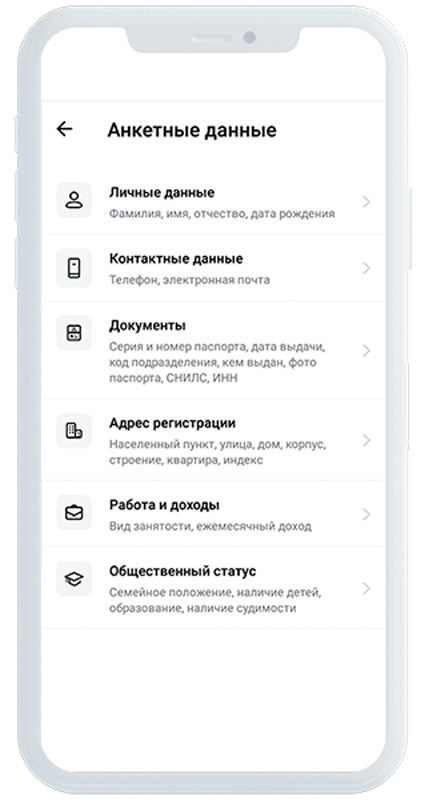 Анкетные данные
Личные данные
Фамилия, имя, отчество, дата рождения
Контактные данные
Телефон, электронная почта
Документы
Серия и номер паспорта, дата выдачи,
код подразделения, кем выдан, фото
паспорта, СНИЛС, ИНН
Адрес регистрации
Населенный пункт, улица, дом, корпус,
строение, квартира, индекс
Работа и доходы
Вид занятости, ежемесячный доход
Общественный статус
Семейное положение, наличие детей,
образование, наличие судимости